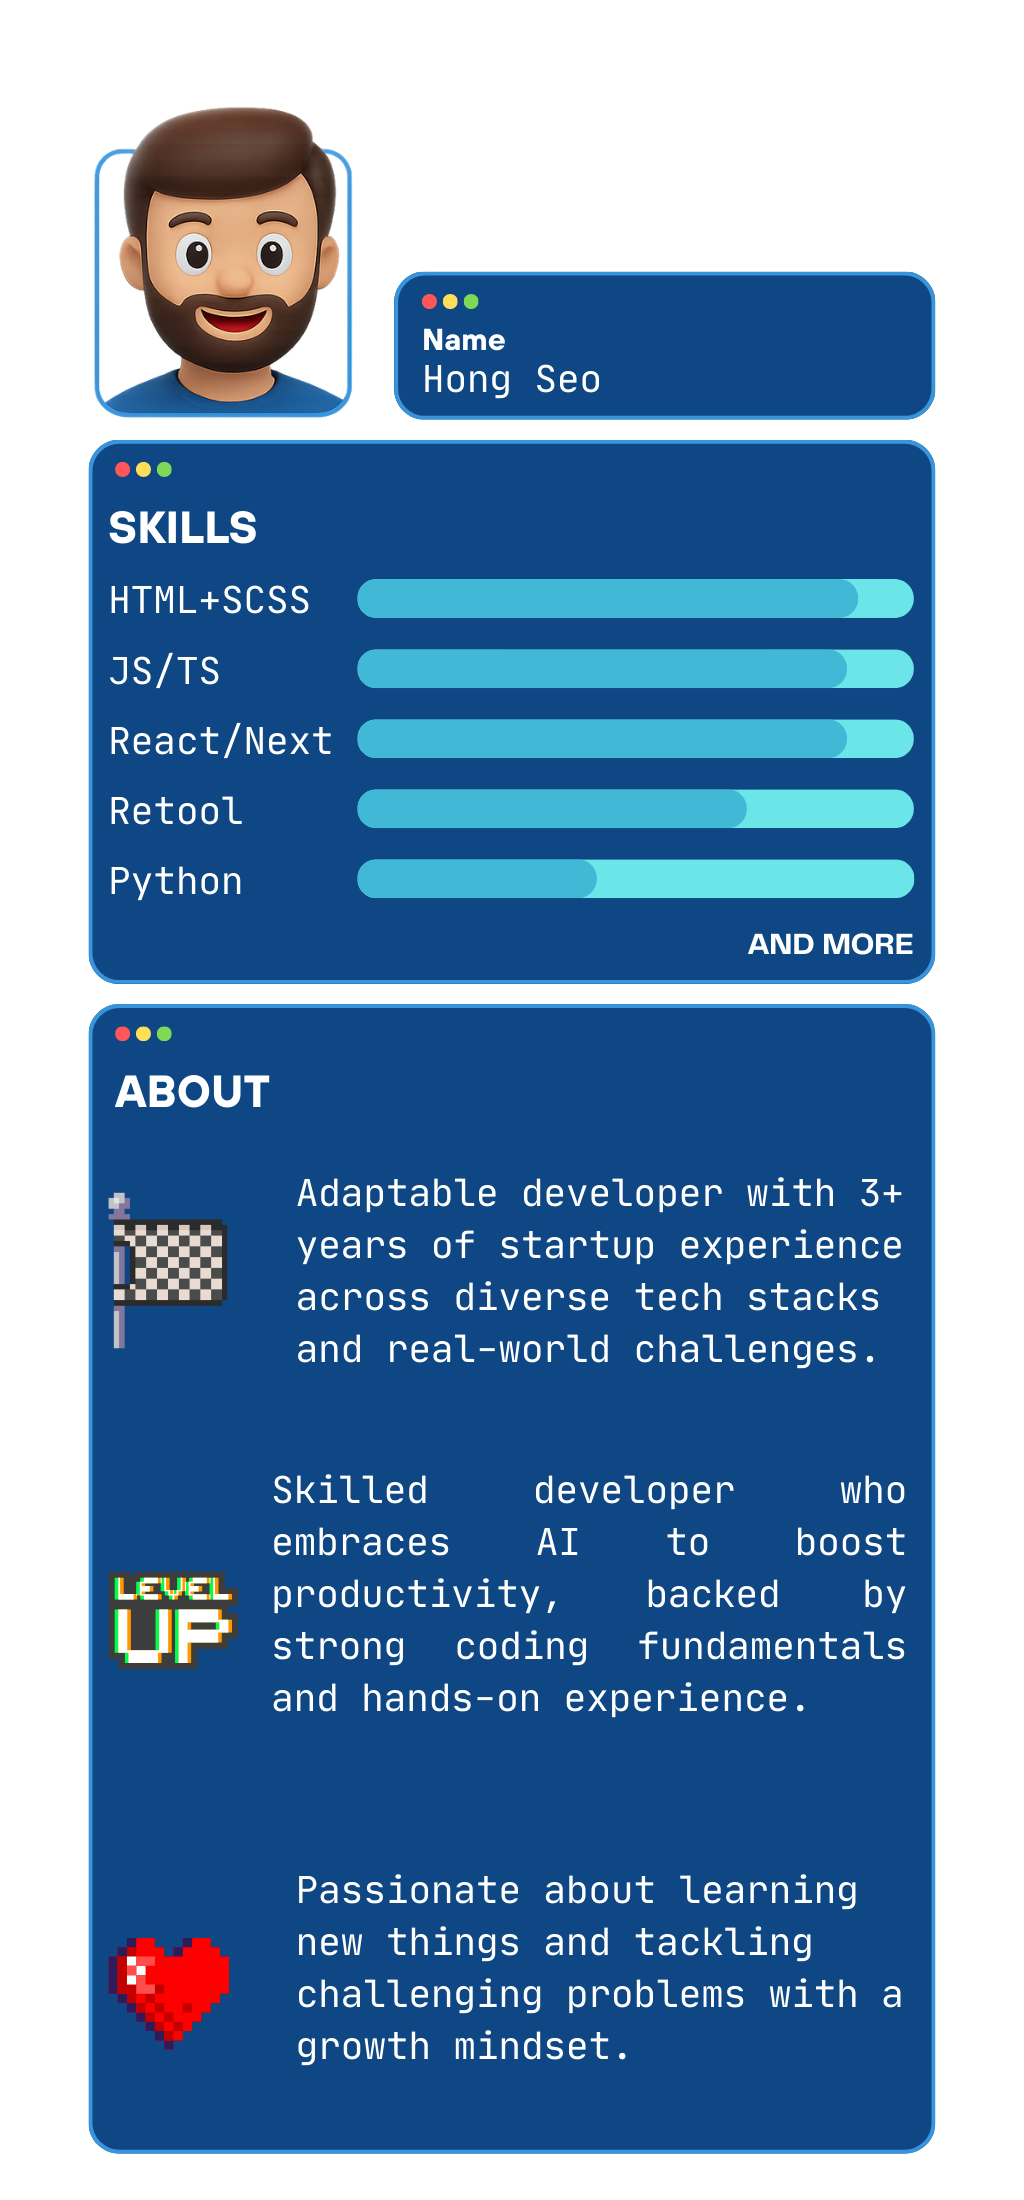 Name
Hong Seo
SKILLS
HTML+SCSS
JS/TS
React/Next
Retool
Python
AND MORE
ABOUT
Adaptable developer with 3+
years of startup experience
across diverse tech stacks
and real-world challenges.
LEVEL
UP
Skilled developer who
embraces AI to boost
productivity, backed by
strong coding fundamentals
and hands-on experience.
Passionate about learning
new things and tackling
challenging problems with a
growth mindset.